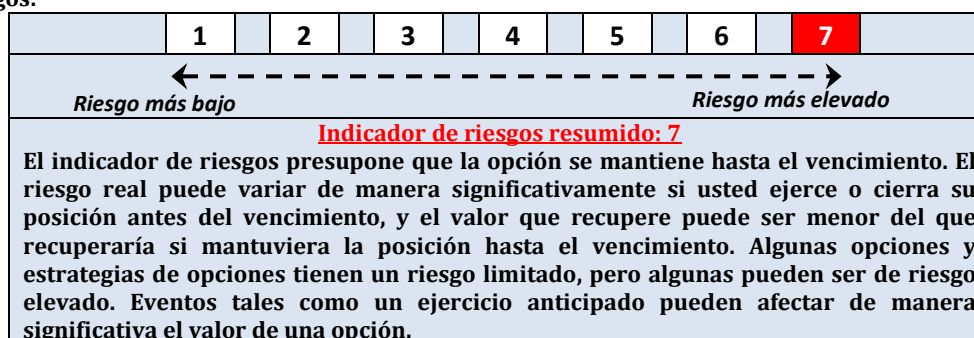 gos:
1 2 3 4 5 6 7
Riesgo más bajo Riesgo más elevado
Indicador de riesgos resumido: 7
El indicador de riesgos presupone que la opción se mantiene hasta el vencimiento. El
riesgo real puede variar de manera significativamente si usted ejerce o cierra su
posición antes del vencimiento, y el valor que recupere puede ser menor del que
recuperaría si mantuviera la posición hasta el vencimiento. Algunas opciones y
estrategias de opciones tienen un riesgo limitado, pero algunas pueden ser de riesgo
elevado. Eventos tales como un ejercicio anticipado pueden afectar de manera
significativa el valor de una opción.